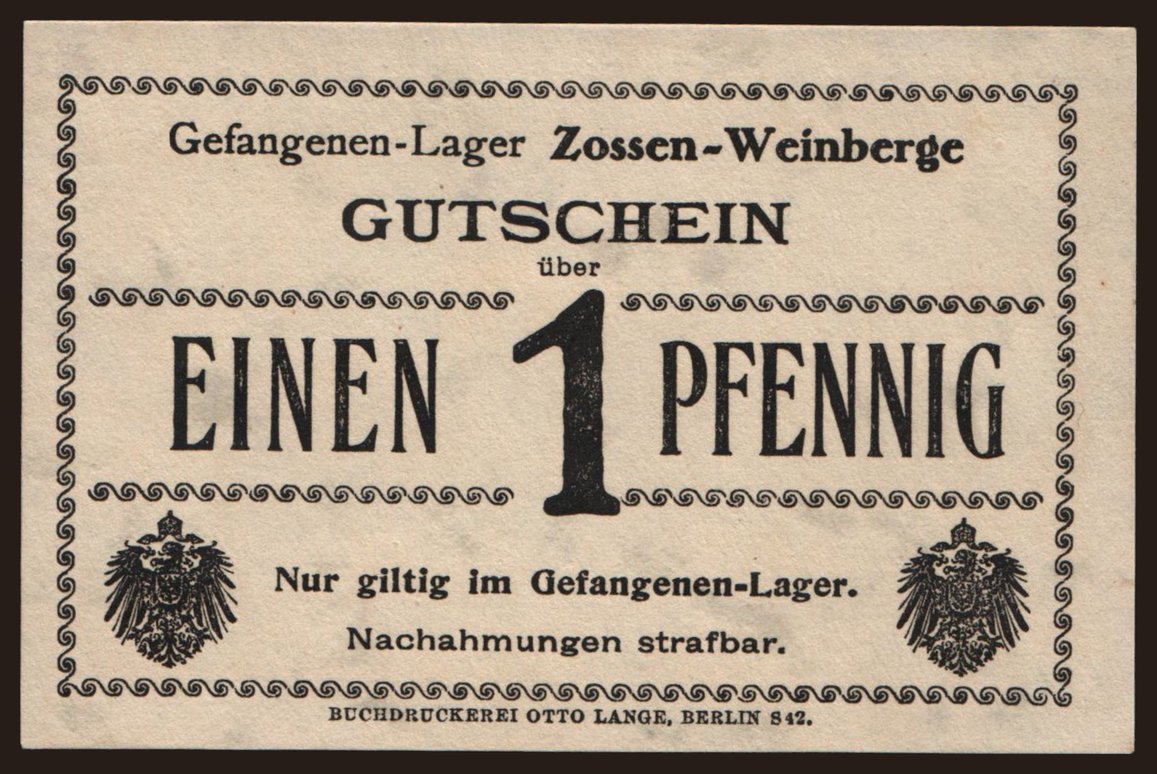 Gefangenen-Lager Zossen-Weinberge
GUTSCHEIN
über
EINEN 1 PFENNIG
Nur giltig im Gefangenen-Lager.
Nachahmungen strafbar.
BUCHDRUCKEREI OTTO LANGE, BERLIN S 42.